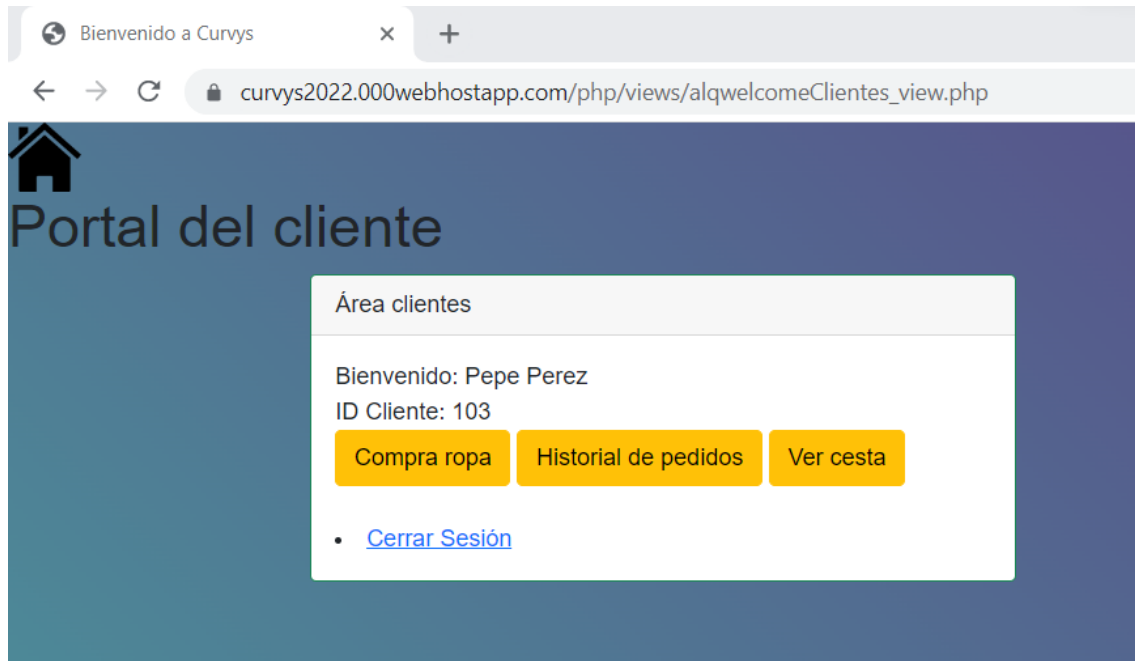 Bienvenido a Curvys
curvys2022.000webhostapp.com/php/views/alqwelcomeClientes_view.php
Portal del cliente
Área clientes
Bienvenido: Pepe Perez
ID Cliente: 103
Compra ropa Historial de pedidos Ver cesta
Cerrar Sesión